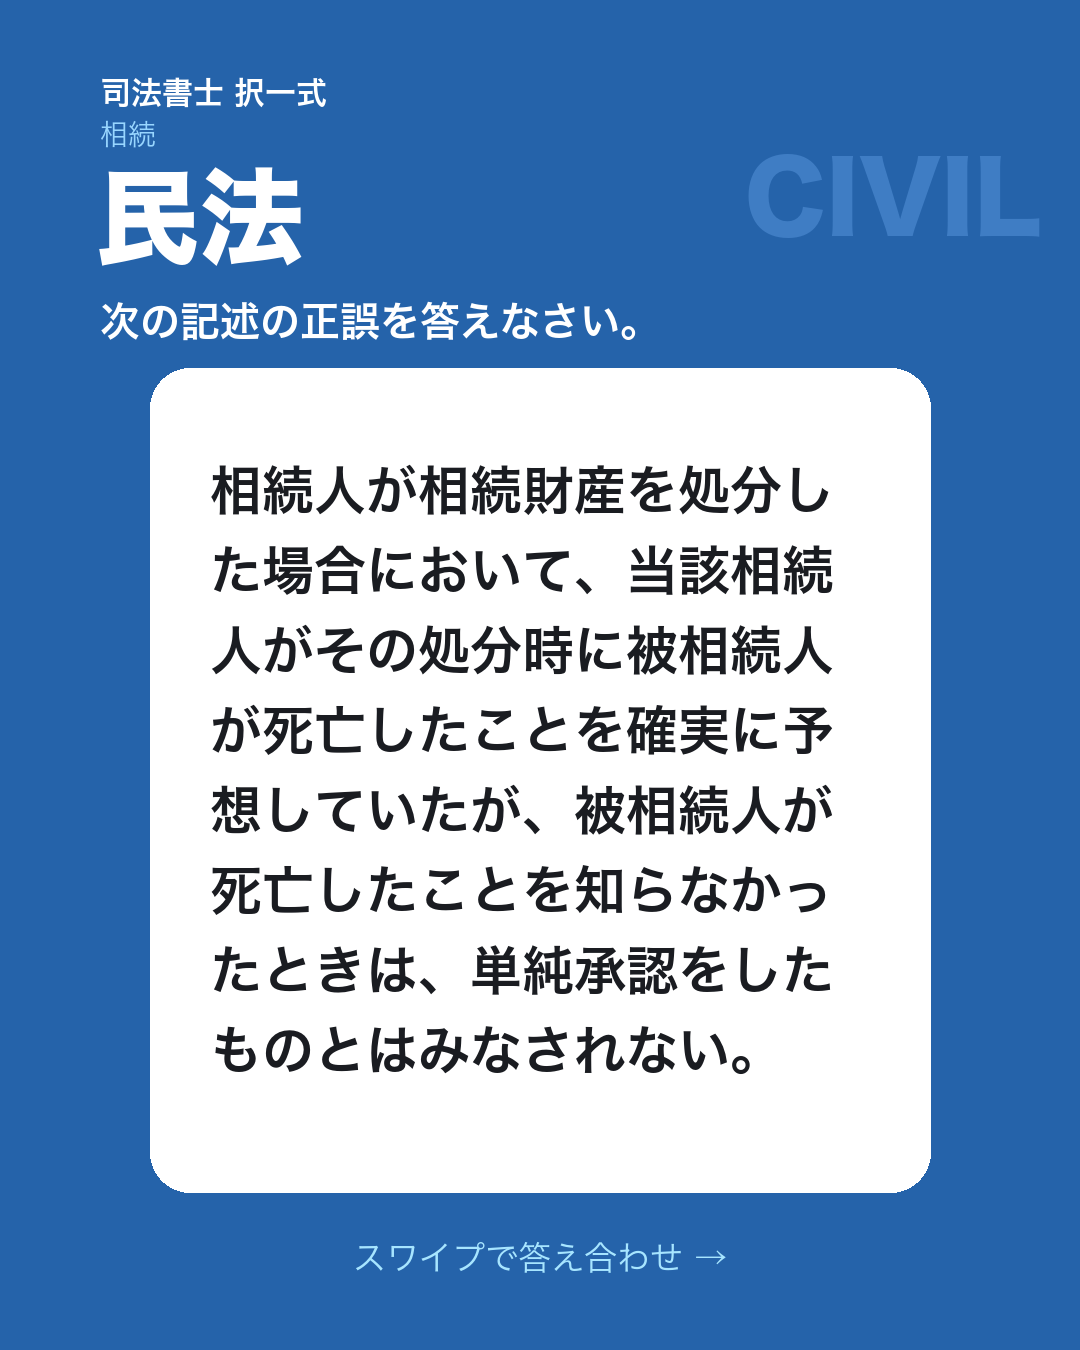 司法書士 択一式
相続
民法
CIVIL
次の記述の正誤を答えなさい。
相続人が相続財産を処分し
た場合において、当該相続
人がその処分時に被相続人
が死亡したことを確実に予
想していたが、被相続人が
死亡したことを知らなかっ
たときは、単純承認をした
ものとはみなされない。
スワイプで答え合わせ →